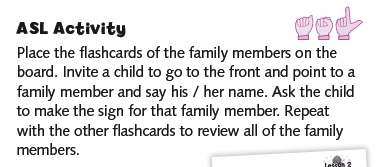 ASL Activity
Place the flashcards of the family members on the
board. Invite a child to go to the front and point to a
family member and say his / her name. Ask the child
to make the sign for that family member. Repeat
with the other flashcards to review all of the family
members.
Lesson 2